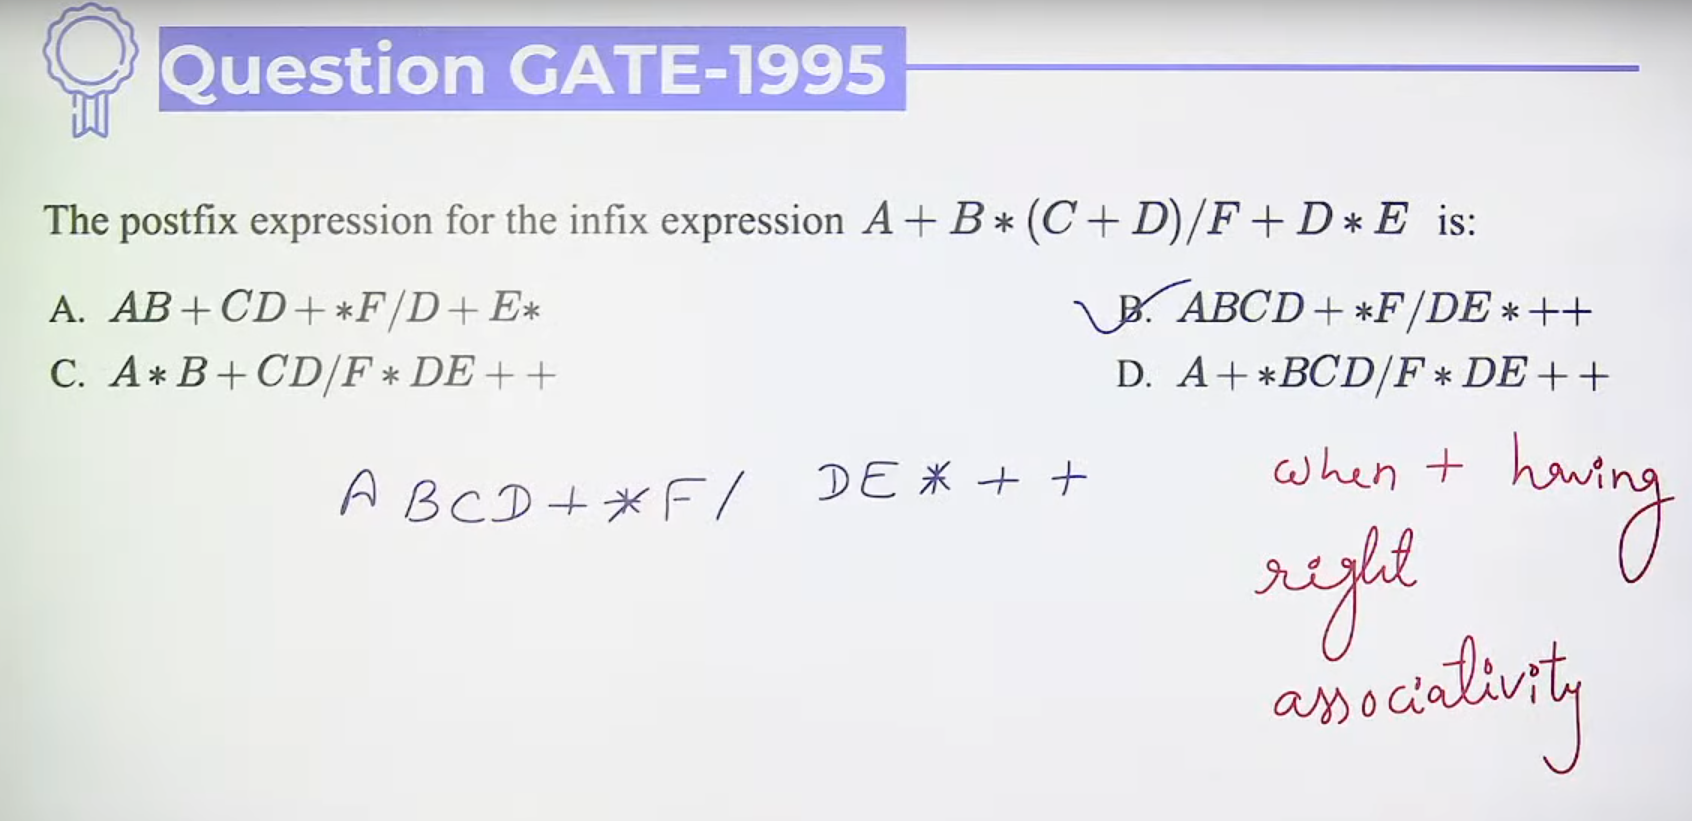 Question GATE-1995
The postfix expression for the infix expression A + B * (C + D)/F + D * E is:
A. AB + CD + *F/D + E*
B. ABCD + *F/DE * ++
C. A * B + CD/F * DE + +
D. A + *BCD/F * DE + +
A BCD + * F / DE * + +
when + having
right
associativity